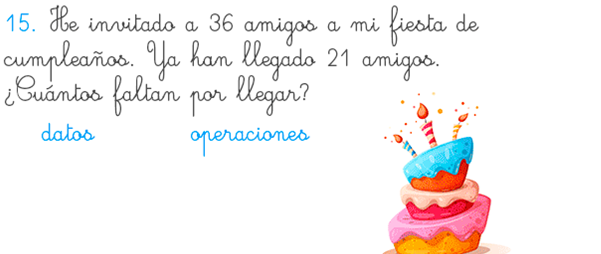 15. He invitado a 36 amigos a mi fiesta de
cumpleaños. Ya han llegado 21 amigos.
¿Cuántos faltan por llegar?
datos operaciones